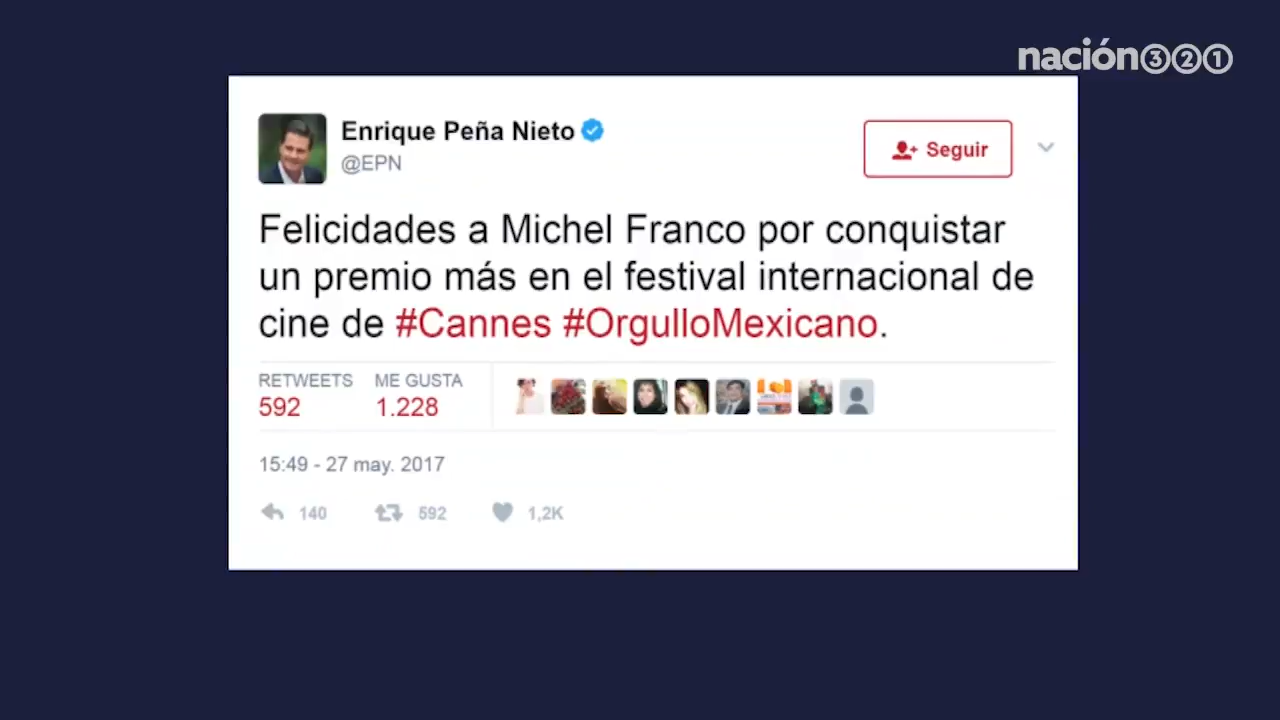 nación321
Enrique Peña Nieto
@EPN
Seguir
Felicidades a Michel Franco por conquistar
un premio más en el festival internacional de
cine de #Cannes #OrgulloMexicano.
RETWEETS ME GUSTA
592 1.228
15:49 - 27 may. 2017
140 592 1,2K